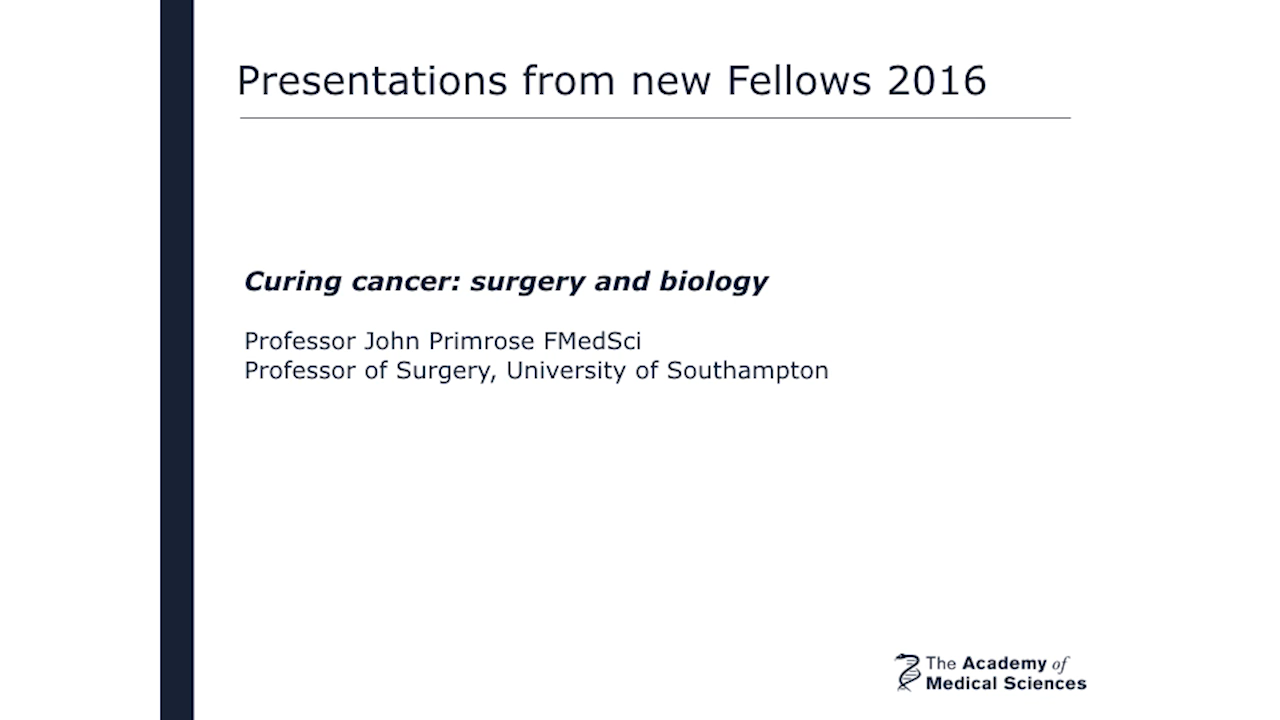 Presentations from new Fellows 2016
Curing cancer: surgery and biology
Professor John Primrose FMedSci
Professor of Surgery, University of Southampton
The Academy of
Medical Sciences